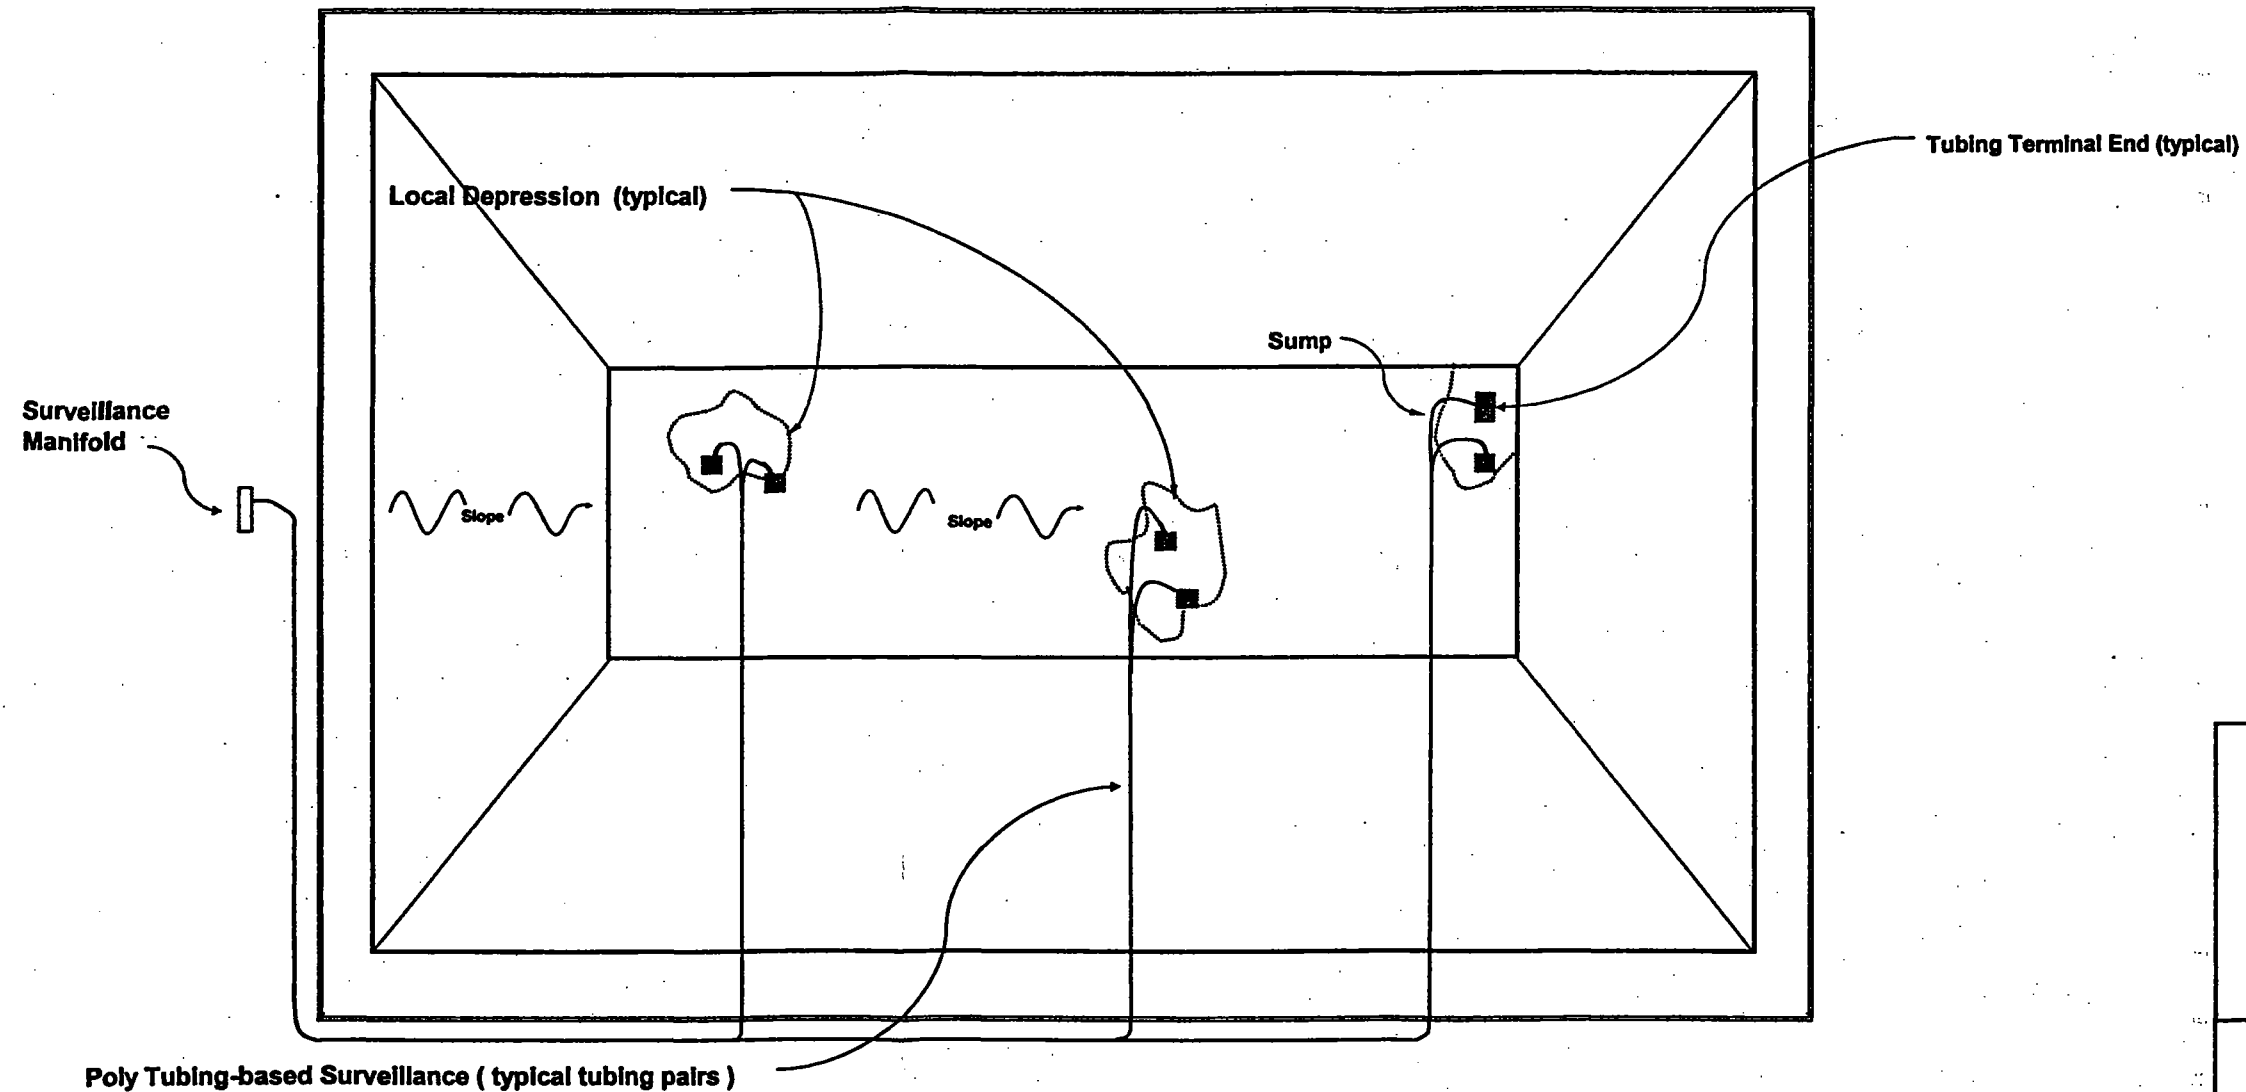 Tubing Terminal End (typical)
Local Depression (typical)
Sump
Surveillance
Manifold
Slope
Slope
Poly Tubing-based Surveillance ( typical tubing pairs )